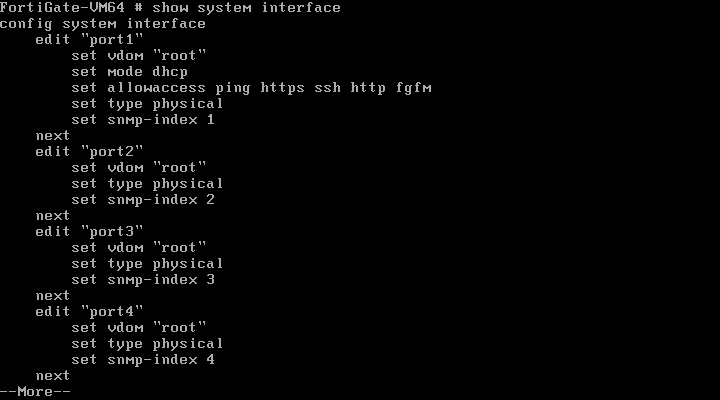 FortiGate-VM64 # show system interface
config system interface
    edit "port1"
        set vdom "root"
        set mode dhcp
        set allowaccess ping https ssh http fgfm
        set type physical
        set snmp-index 1
    next
    edit "port2"
        set vdom "root"
        set type physical
        set snmp-index 2
    next
    edit "port3"
        set vdom "root"
        set type physical
        set snmp-index 3
    next
    edit "port4"
        set vdom "root"
        set type physical
        set snmp-index 4
    next
--More--